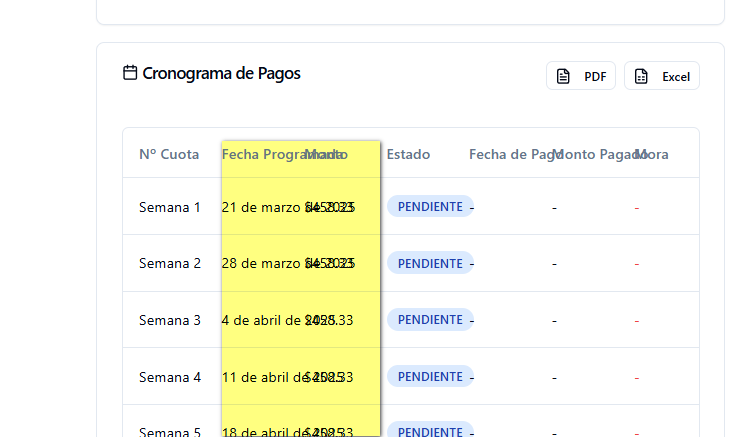 Cronograma de Pagos
PDF
Excel
Nº Cuota Fecha Programada Monto Estado Fecha de Pago Monto Pagado Mora
Semana 1 21 de marzo de 2025 $458.33 PENDIENTE - - -
Semana 2 28 de marzo de 2025 $458.33 PENDIENTE - - -
Semana 3 4 de abril de 2025 $458.33 PENDIENTE - - -
Semana 4 11 de abril de 2025 $458.33 PENDIENTE - - -
Semana 5 18 de abril de 2025 $458.33 PENDIENTE - - -